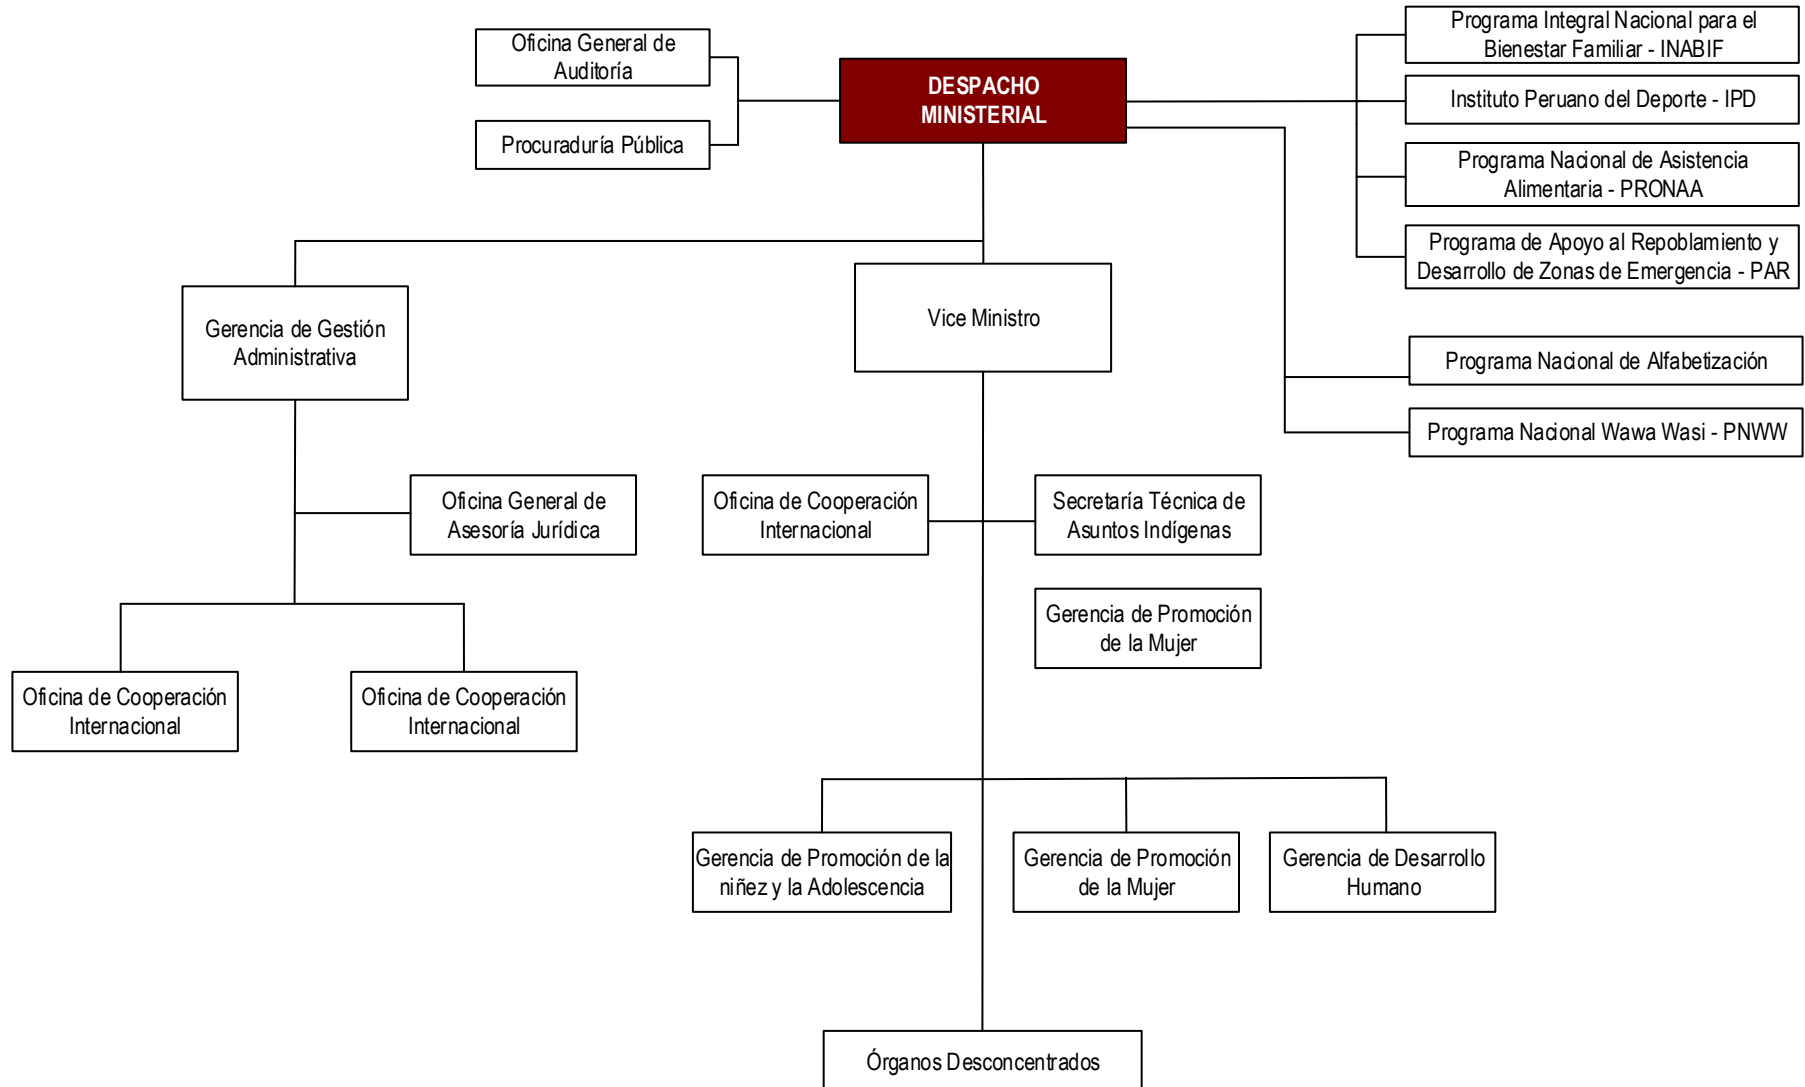 Oficina General de
Auditoría
Procuraduría Pública
DESPACHO
MINISTERIAL
Programa Integral Nacional para el
Bienestar Familiar - INABIF
Instituto Peruano del Deporte - IPD
Programa Nacional de Asistencia
Alimentaria - PRONAA
Programa de Apoyo al Repoblamiento y
Desarrollo de Zonas de Emergencia - PAR
Programa Nacional de Alfabetización
Programa Nacional Wawa Wasi - PNWW
Gerencia de Gestión
Administrativa
Vice Ministro
Oficina General de
Asesoría Jurídica
Oficina de Cooperación
Internacional
Secretaría Técnica de
Asuntos Indígenas
Gerencia de Promoción
de la Mujer
Oficina de Cooperación
Internacional
Oficina de Cooperación
Internacional
Gerencia de Promoción de la
niñez y la Adolescencia
Gerencia de Promoción
de la Mujer
Gerencia de Desarrollo
Humano
Órganos Desconcentrados